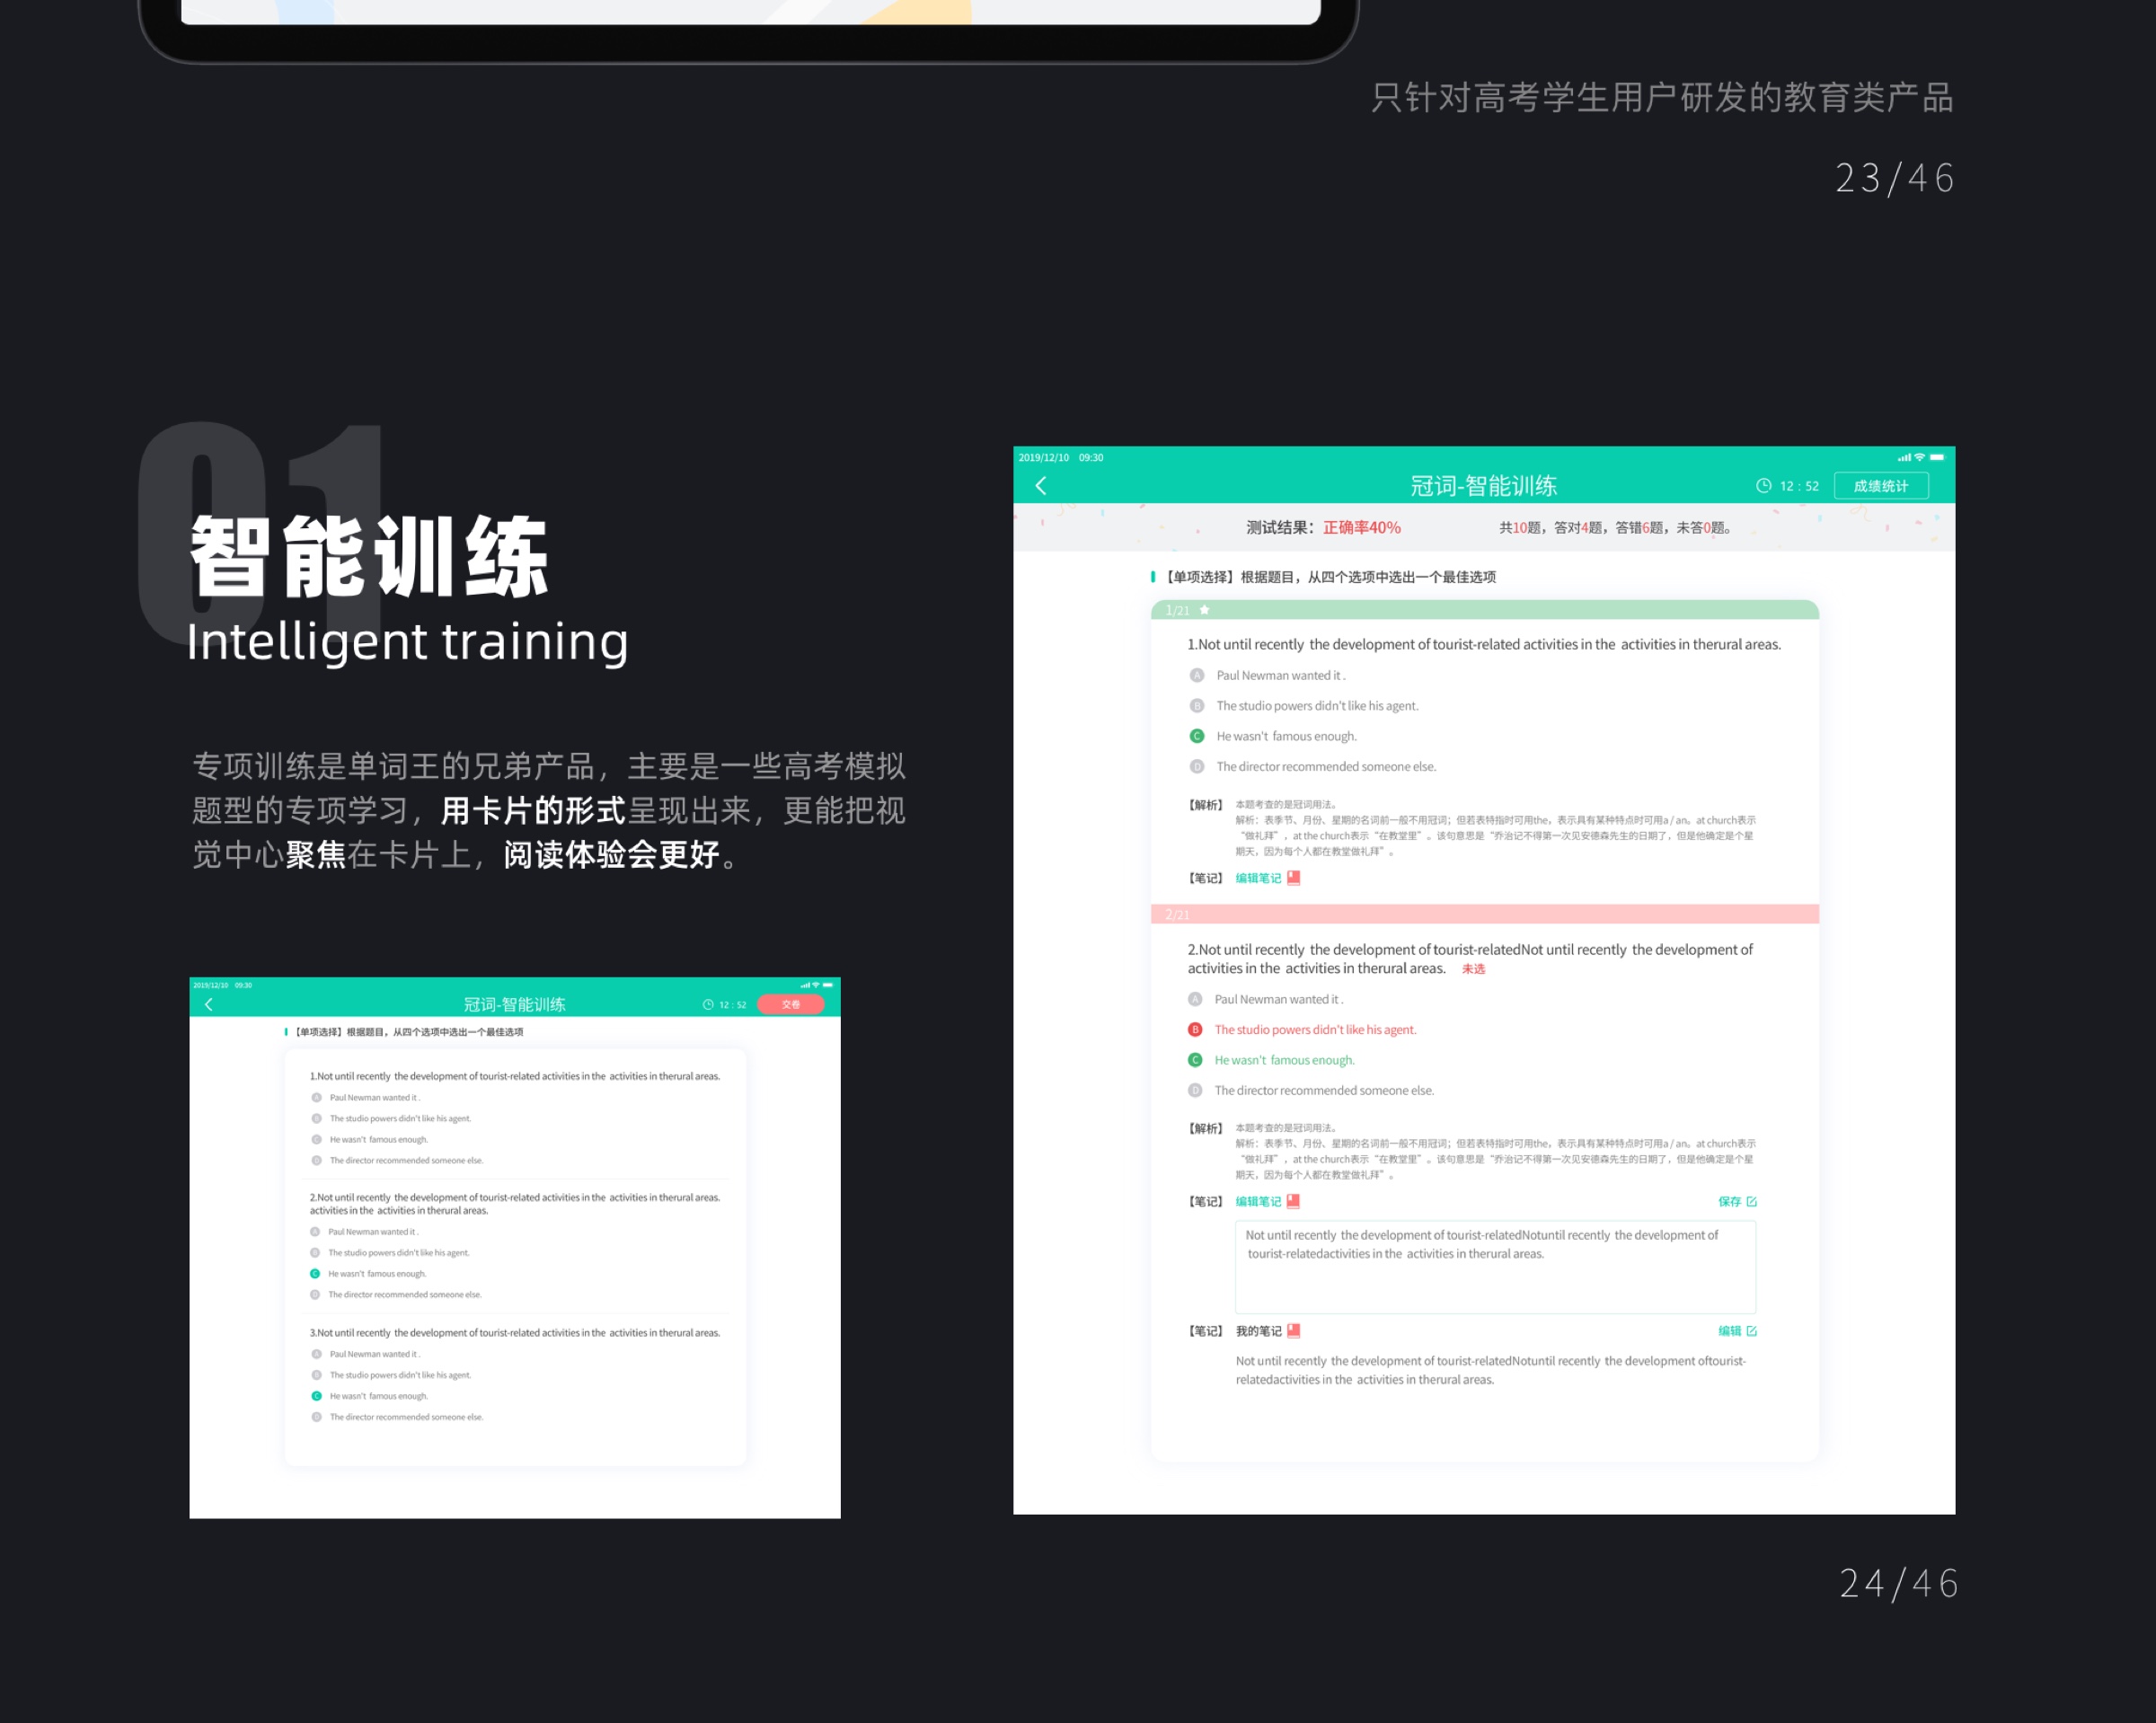 只针对高考学生用户研发的教育类产品
23/46
01
智能训练
Intelligent training
专项训练是单词王的兄弟产品，主要是一些高考模拟
题型的专项学习，用卡片的形式呈现出来，更能把视
觉中心聚焦在卡片上，阅读体验会更好。
2019/12/10 09:30
冠词-智能训练
12 : 52
交卷
【单项选择】根据题目，从四个选项中选出一个最佳选项
1.Not until recently the development of tourist-related activities in the activities in therural areas.
A Paul Newman wanted it .
B The studio powers didn't like his agent.
C He wasn't famous enough.
D The director recommended someone else.
2.Not until recently the development of tourist-related activities in the activities in therural areas.
activities in the activities in therural areas.
A Paul Newman wanted it .
B The studio powers didn't like his agent.
C He wasn't famous enough.
D The director recommended someone else.
3.Not until recently the development of tourist-related activities in the activities in therural areas.
A Paul Newman wanted it .
B The studio powers didn't like his agent.
C He wasn't famous enough.
D The director recommended someone else.
2019/12/10 09:30
冠词-智能训练
12 : 52
成绩统计
测试结果：正确率40%
共10题，答对4题，答错6题，未答0题。
【单项选择】根据题目，从四个选项中选出一个最佳选项
1/21
1.Not until recently the development of tourist-related activities in the activities in therural areas.
A Paul Newman wanted it .
B The studio powers didn't like his agent.
C He wasn't famous enough.
D The director recommended someone else.
【解析】 本题考查的是冠词用法。
解析：表季节、月份、星期的名词前一般不用冠词；但若表特指时可用the，表示具有某种特点时可用a / an。at church表示
“做礼拜”，at the church表示“在教堂里”。该句意思是“乔治记不得第一次见安德森先生的日期了，但是他确定是个星
期天，因为每个人都在教堂做礼拜”。
【笔记】 编辑笔记
2/21
2.Not until recently the development of tourist-relatedNot until recently the development of
activities in the activities in therural areas. 未选
A Paul Newman wanted it .
B The studio powers didn't like his agent.
C He wasn't famous enough.
D The director recommended someone else.
【解析】 本题考查的是冠词用法。
解析：表季节、月份、星期的名词前一般不用冠词；但若表特指时可用the，表示具有某种特点时可用a / an。at church表示
“做礼拜”，at the church表示“在教堂里”。该句意思是“乔治记不得第一次见安德森先生的日期了，但是他确定是个星
期天，因为每个人都在教堂做礼拜”。
【笔记】 编辑笔记 保存
Not until recently the development of tourist-relatedNotuntil recently the development of
tourist-relatedactivities in the activities in therural areas.
【笔记】 我的笔记 编辑
Not until recently the development of tourist-relatedNotuntil recently the development oftourist-
relatedactivities in the activities in therural areas.
24/46